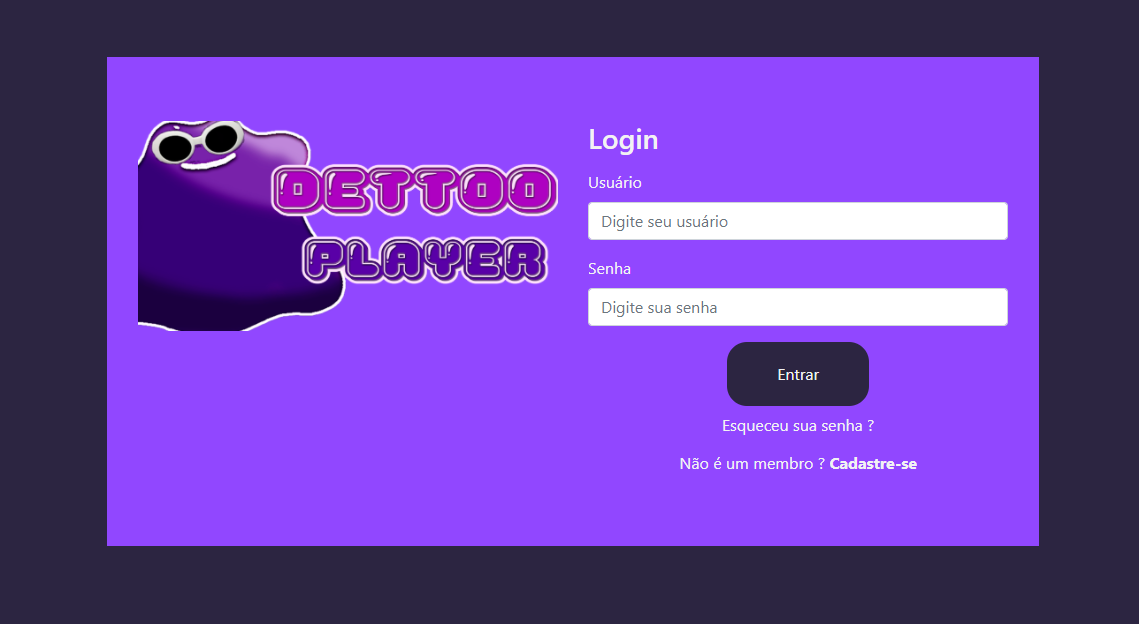 DETTOO
PLAYER
Login
Usuário
Digite seu usuário
Senha
Digite sua senha
Entrar
Esqueceu sua senha ?
Não é um membro ? Cadastre-se